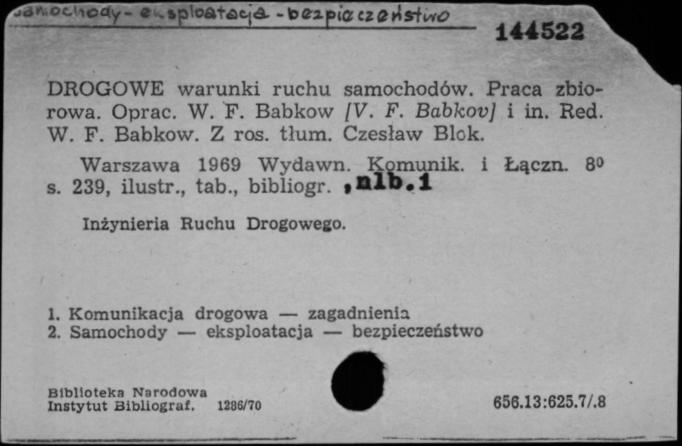 Samochody - eksploatacja - bezpieczeństwo
144522
DROGOWE warunki ruchu samochodów. Praca zbio-
rowa. Oprac. W. F. Babkow [V. F. Babkov] i in. Red.
W. F. Babkow. Z ros. tłum. Czesław Blok.
Warszawa 1969 Wydawn. Komunik. i Łączn. 8⁰
s. 239, ilustr., tab., bibliogr. , nlb. 1
Inżynieria Ruchu Drogowego.
1. Komunikacja drogowa — zagadnienia
2. Samochody — eksploatacja — bezpieczeństwo
Biblioteka Narodowa
Instytut Bibliograf. 1286/70
656.13:625.7/.8